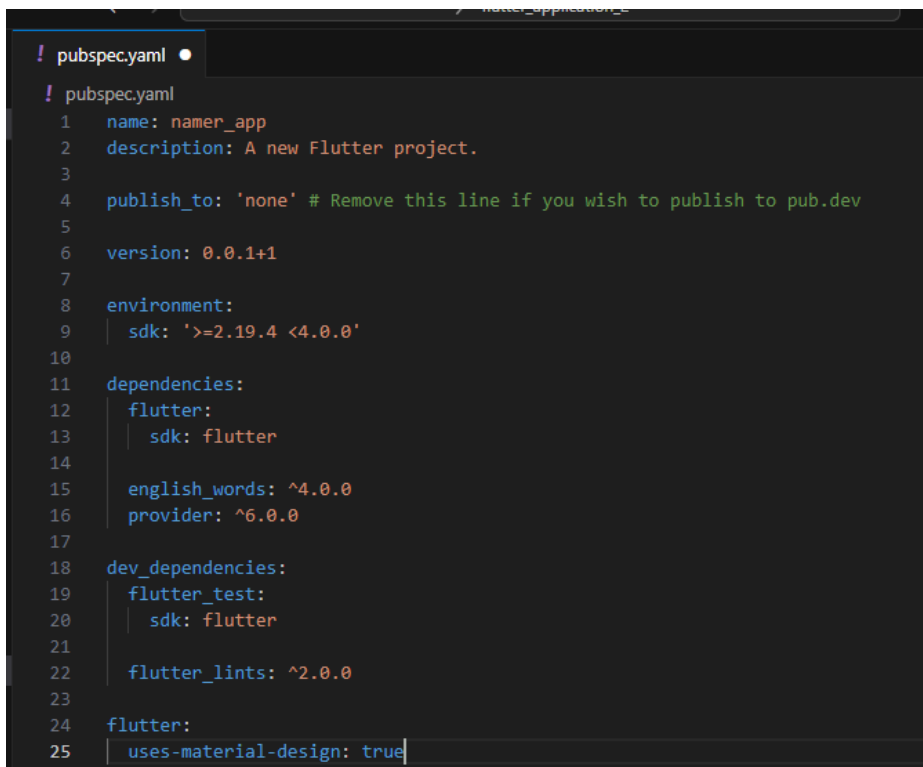 flutter_application_2
! pubspec.yaml ●
! pubspec.yaml
1 name: namer_app
2 description: A new Flutter project.
3
4 publish_to: 'none' # Remove this line if you wish to publish to pub.dev
5
6 version: 0.0.1+1
7
8 environment:
9   sdk: '>=2.19.4 <4.0.0'
10
11 dependencies:
12   flutter:
13     sdk: flutter
14
15   english_words: ^4.0.0
16   provider: ^6.0.0
17
18 dev_dependencies:
19   flutter_test:
20     sdk: flutter
21
22   flutter_lints: ^2.0.0
23
24 flutter:
25   uses-material-design: true